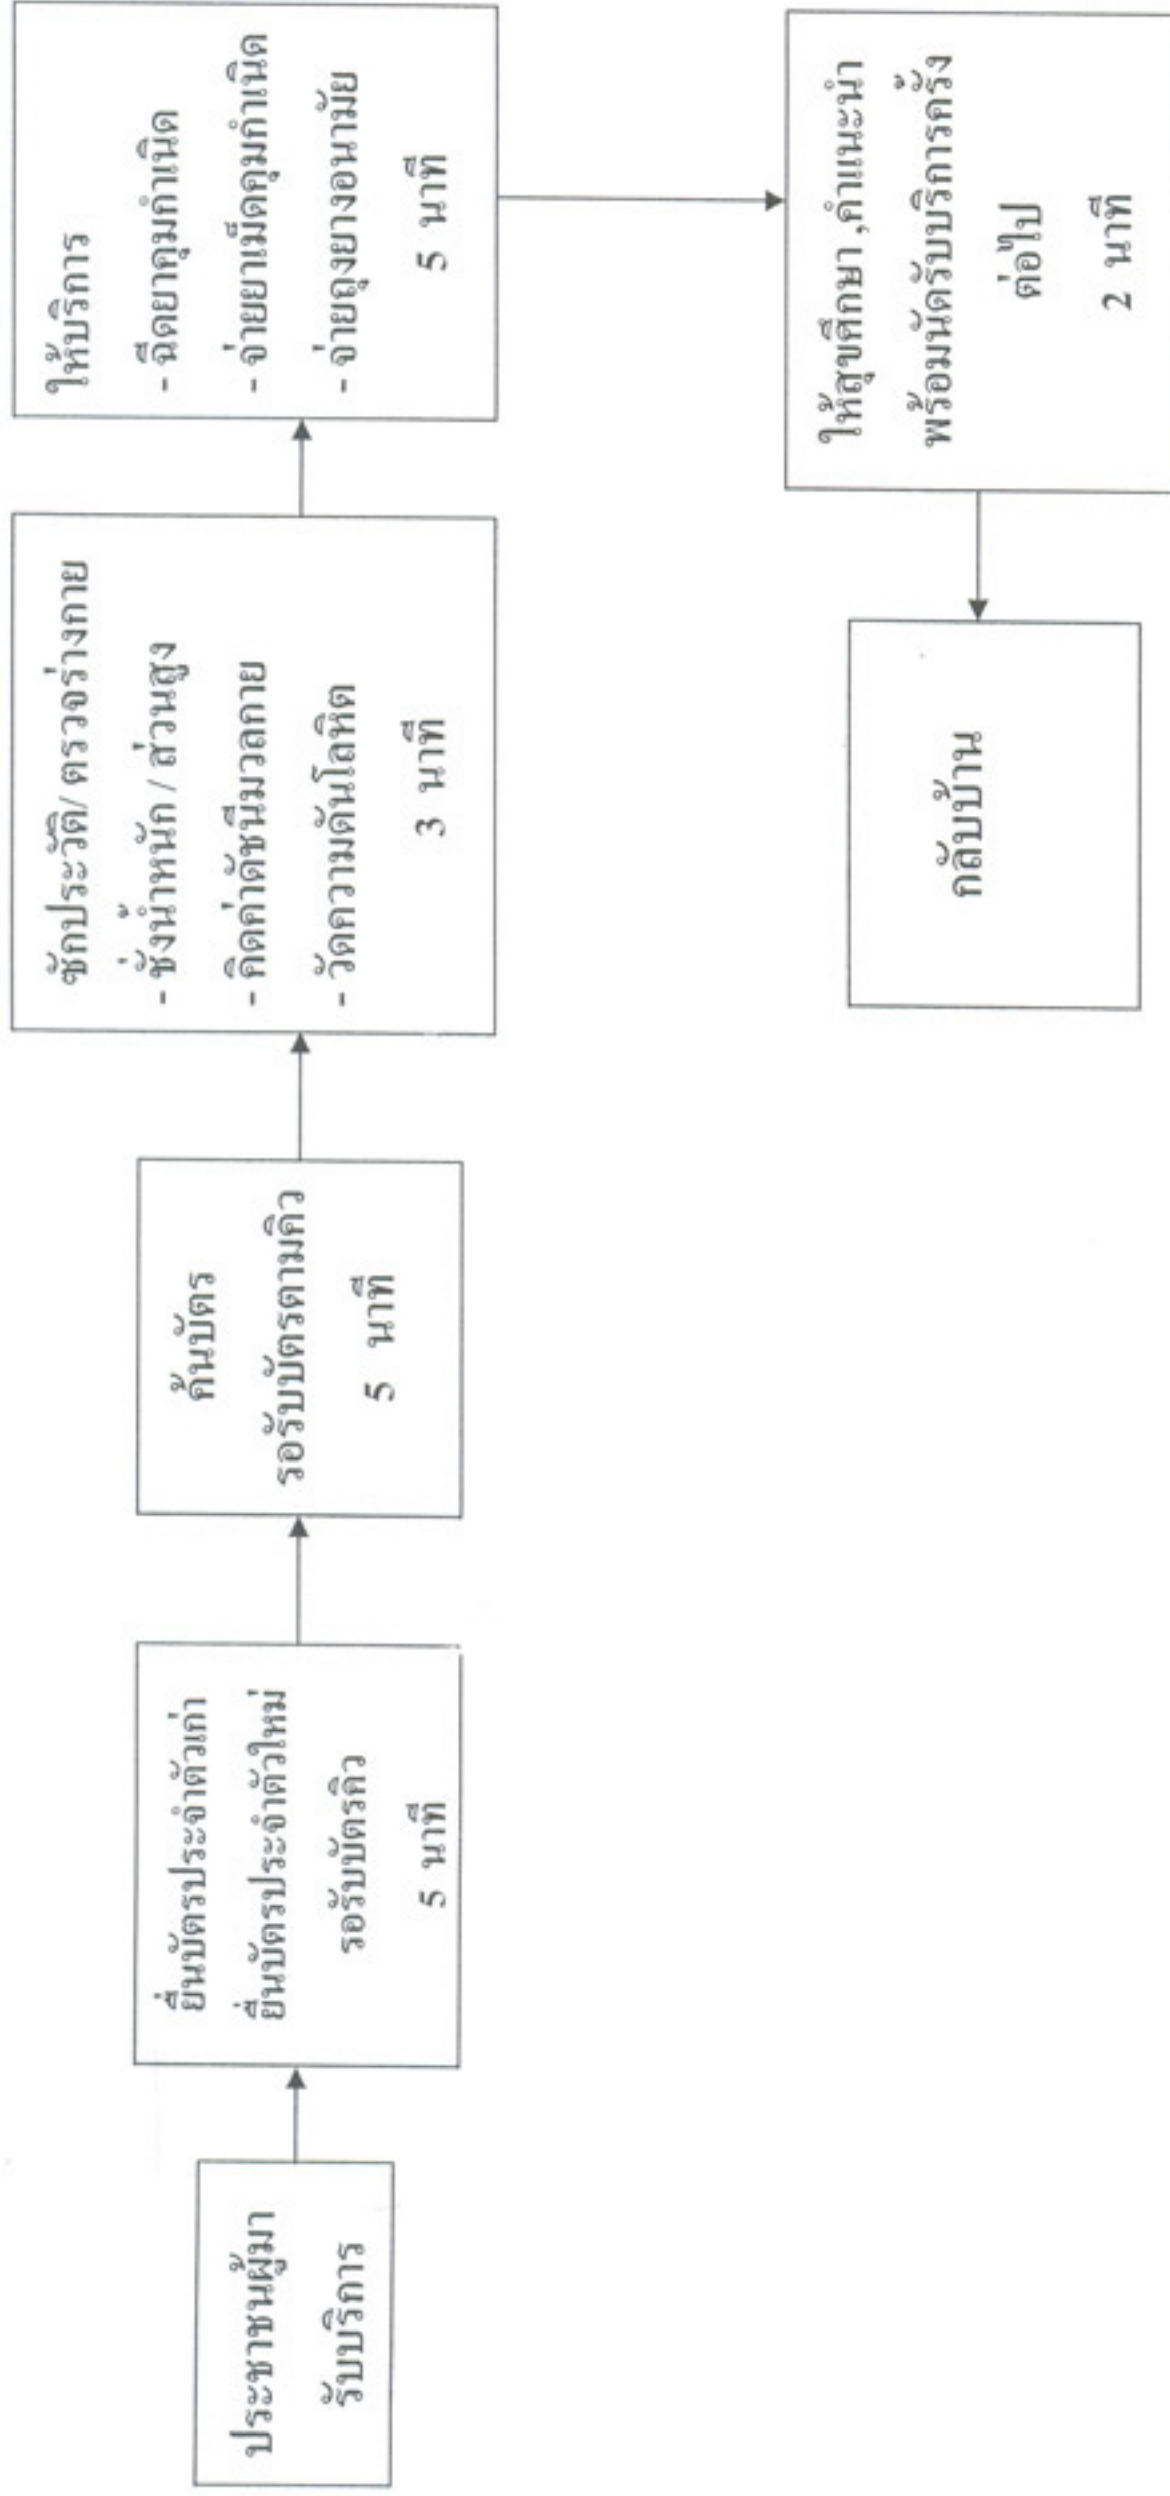 ประชาชนผู้มา
รับบริการ
ยื่นบัตรประจำตัวเก่า
ยื่นบัตรประจำตัวใหม่
รอรับบัตรคิว
5 นาที
ค้นบัตร
รอรับบัตรตามคิว
5 นาที
ซักประวัติ/ ตรวจร่างกาย
- ชั่งน้ำหนัก / ส่วนสูง
- คิดค่าดัชนีมวลกาย
- วัดความดันโลหิต
3 นาที
ให้บริการ
- ฉีดยาคุมกำเนิด
- จ่ายยาเม็ดคุมกำเนิด
- จ่ายถุงยางอนามัย
5 นาที
ให้สุขศึกษา ,คำแนะนำ
พร้อมนัดรับบริการครั้ง
ต่อไป
2 นาที
กลับบ้าน